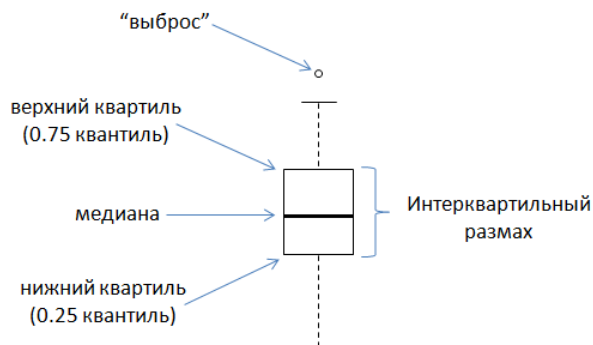 “выброс”
верхний квартиль
(0.75 квантиль)
медиана
Интерквартильный
размах
нижний квартиль
(0.25 квантиль)